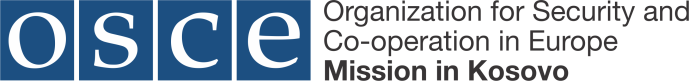 osce
Organization for Security and
Co-operation in Europe
Mission in Kosovo